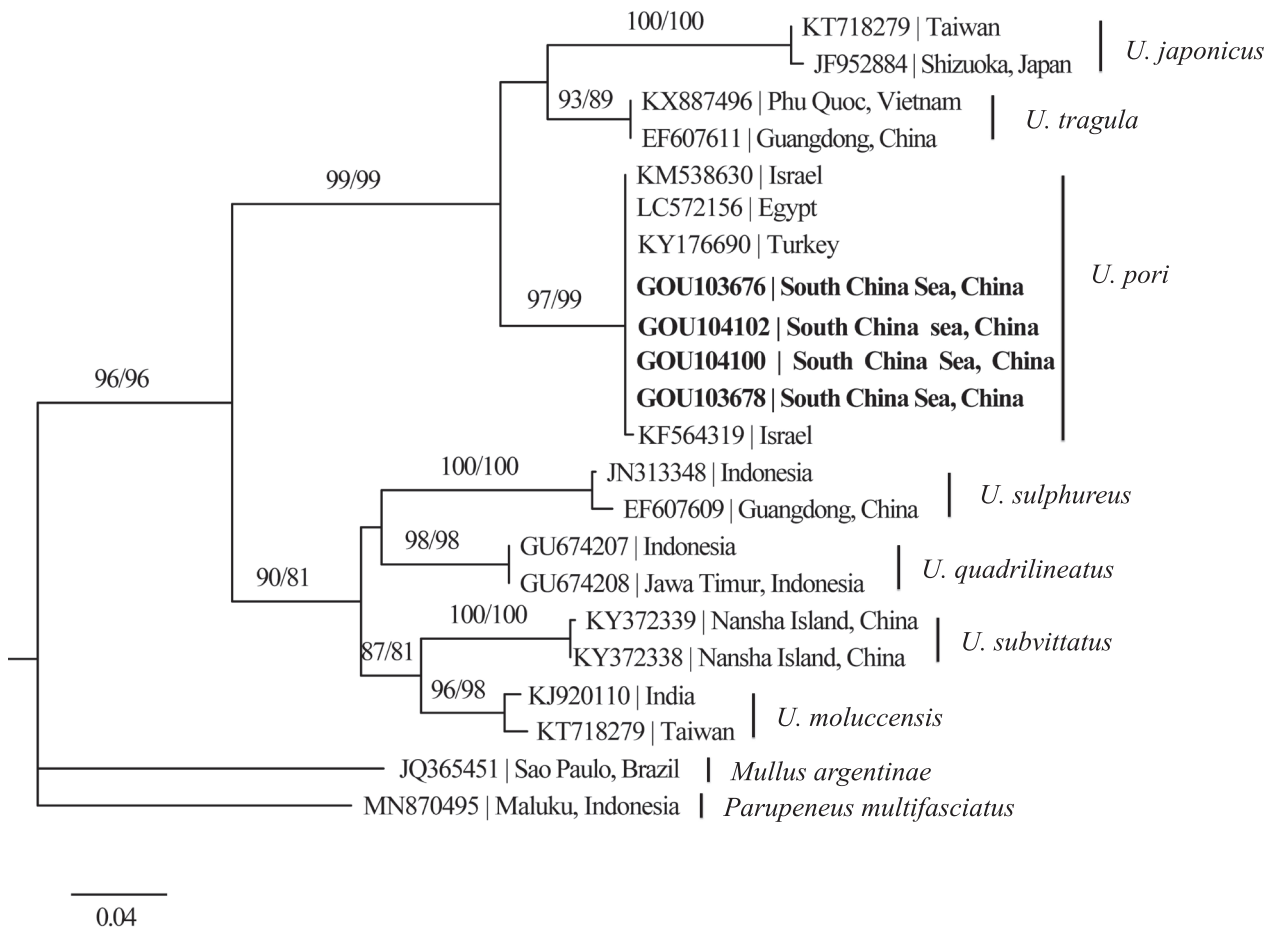 100/100
KT718279 | Taiwan
JF952884 | Shizuoka, Japan
U. japonicus
93/89
KX887496 | Phu Quoc, Vietnam
EF607611 | Guangdong, China
U. tragula
99/99
KM538630 | Israel
LC572156 | Egypt
KY176690 | Turkey
GOU103676 | South China Sea, China
GOU104102 | South China sea, China
GOU104100 | South China Sea, China
GOU103678 | South China Sea, China
KF564319 | Israel
U. pori
97/99
96/96
100/100
JN313348 | Indonesia
EF607609 | Guangdong, China
U. sulphureus
98/98
GU674207 | Indonesia
GU674208 | Jawa Timur, Indonesia
U. quadrilineatus
90/81
100/100
KY372339 | Nansha Island, China
KY372338 | Nansha Island, China
U. subvittatus
87/81
96/98
KJ920110 | India
KT718279 | Taiwan
U. moluccensis
JQ365451 | Sao Paulo, Brazil
Mullus argentinae
MN870495 | Maluku, Indonesia
Parupeneus multifasciatus
0.04